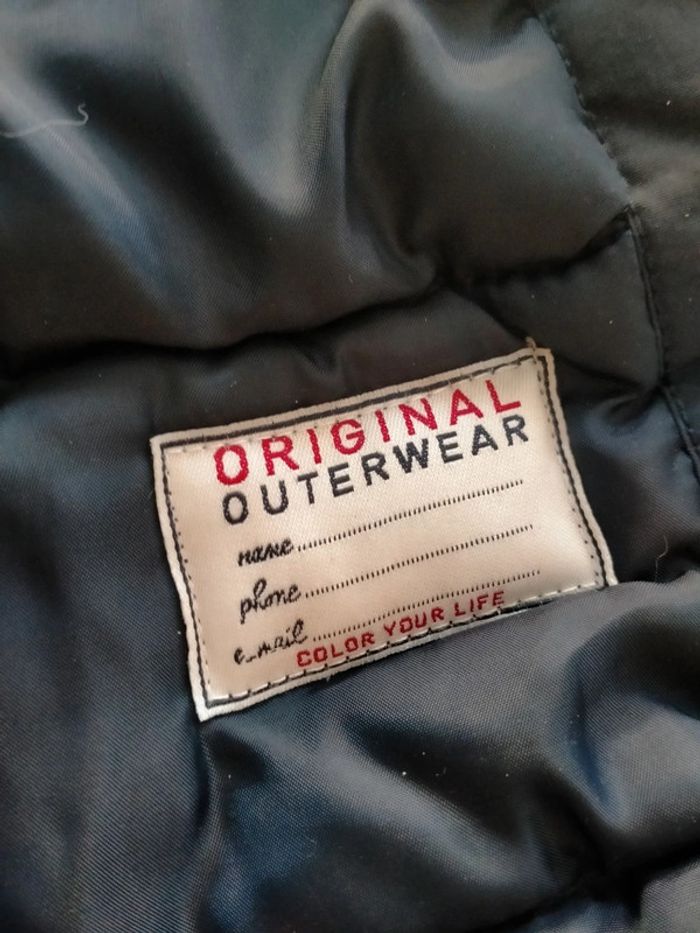 ORIGINAL
OUTERWEAR
name....................
phone....................
e-mail....................
COLOR YOUR LIFE